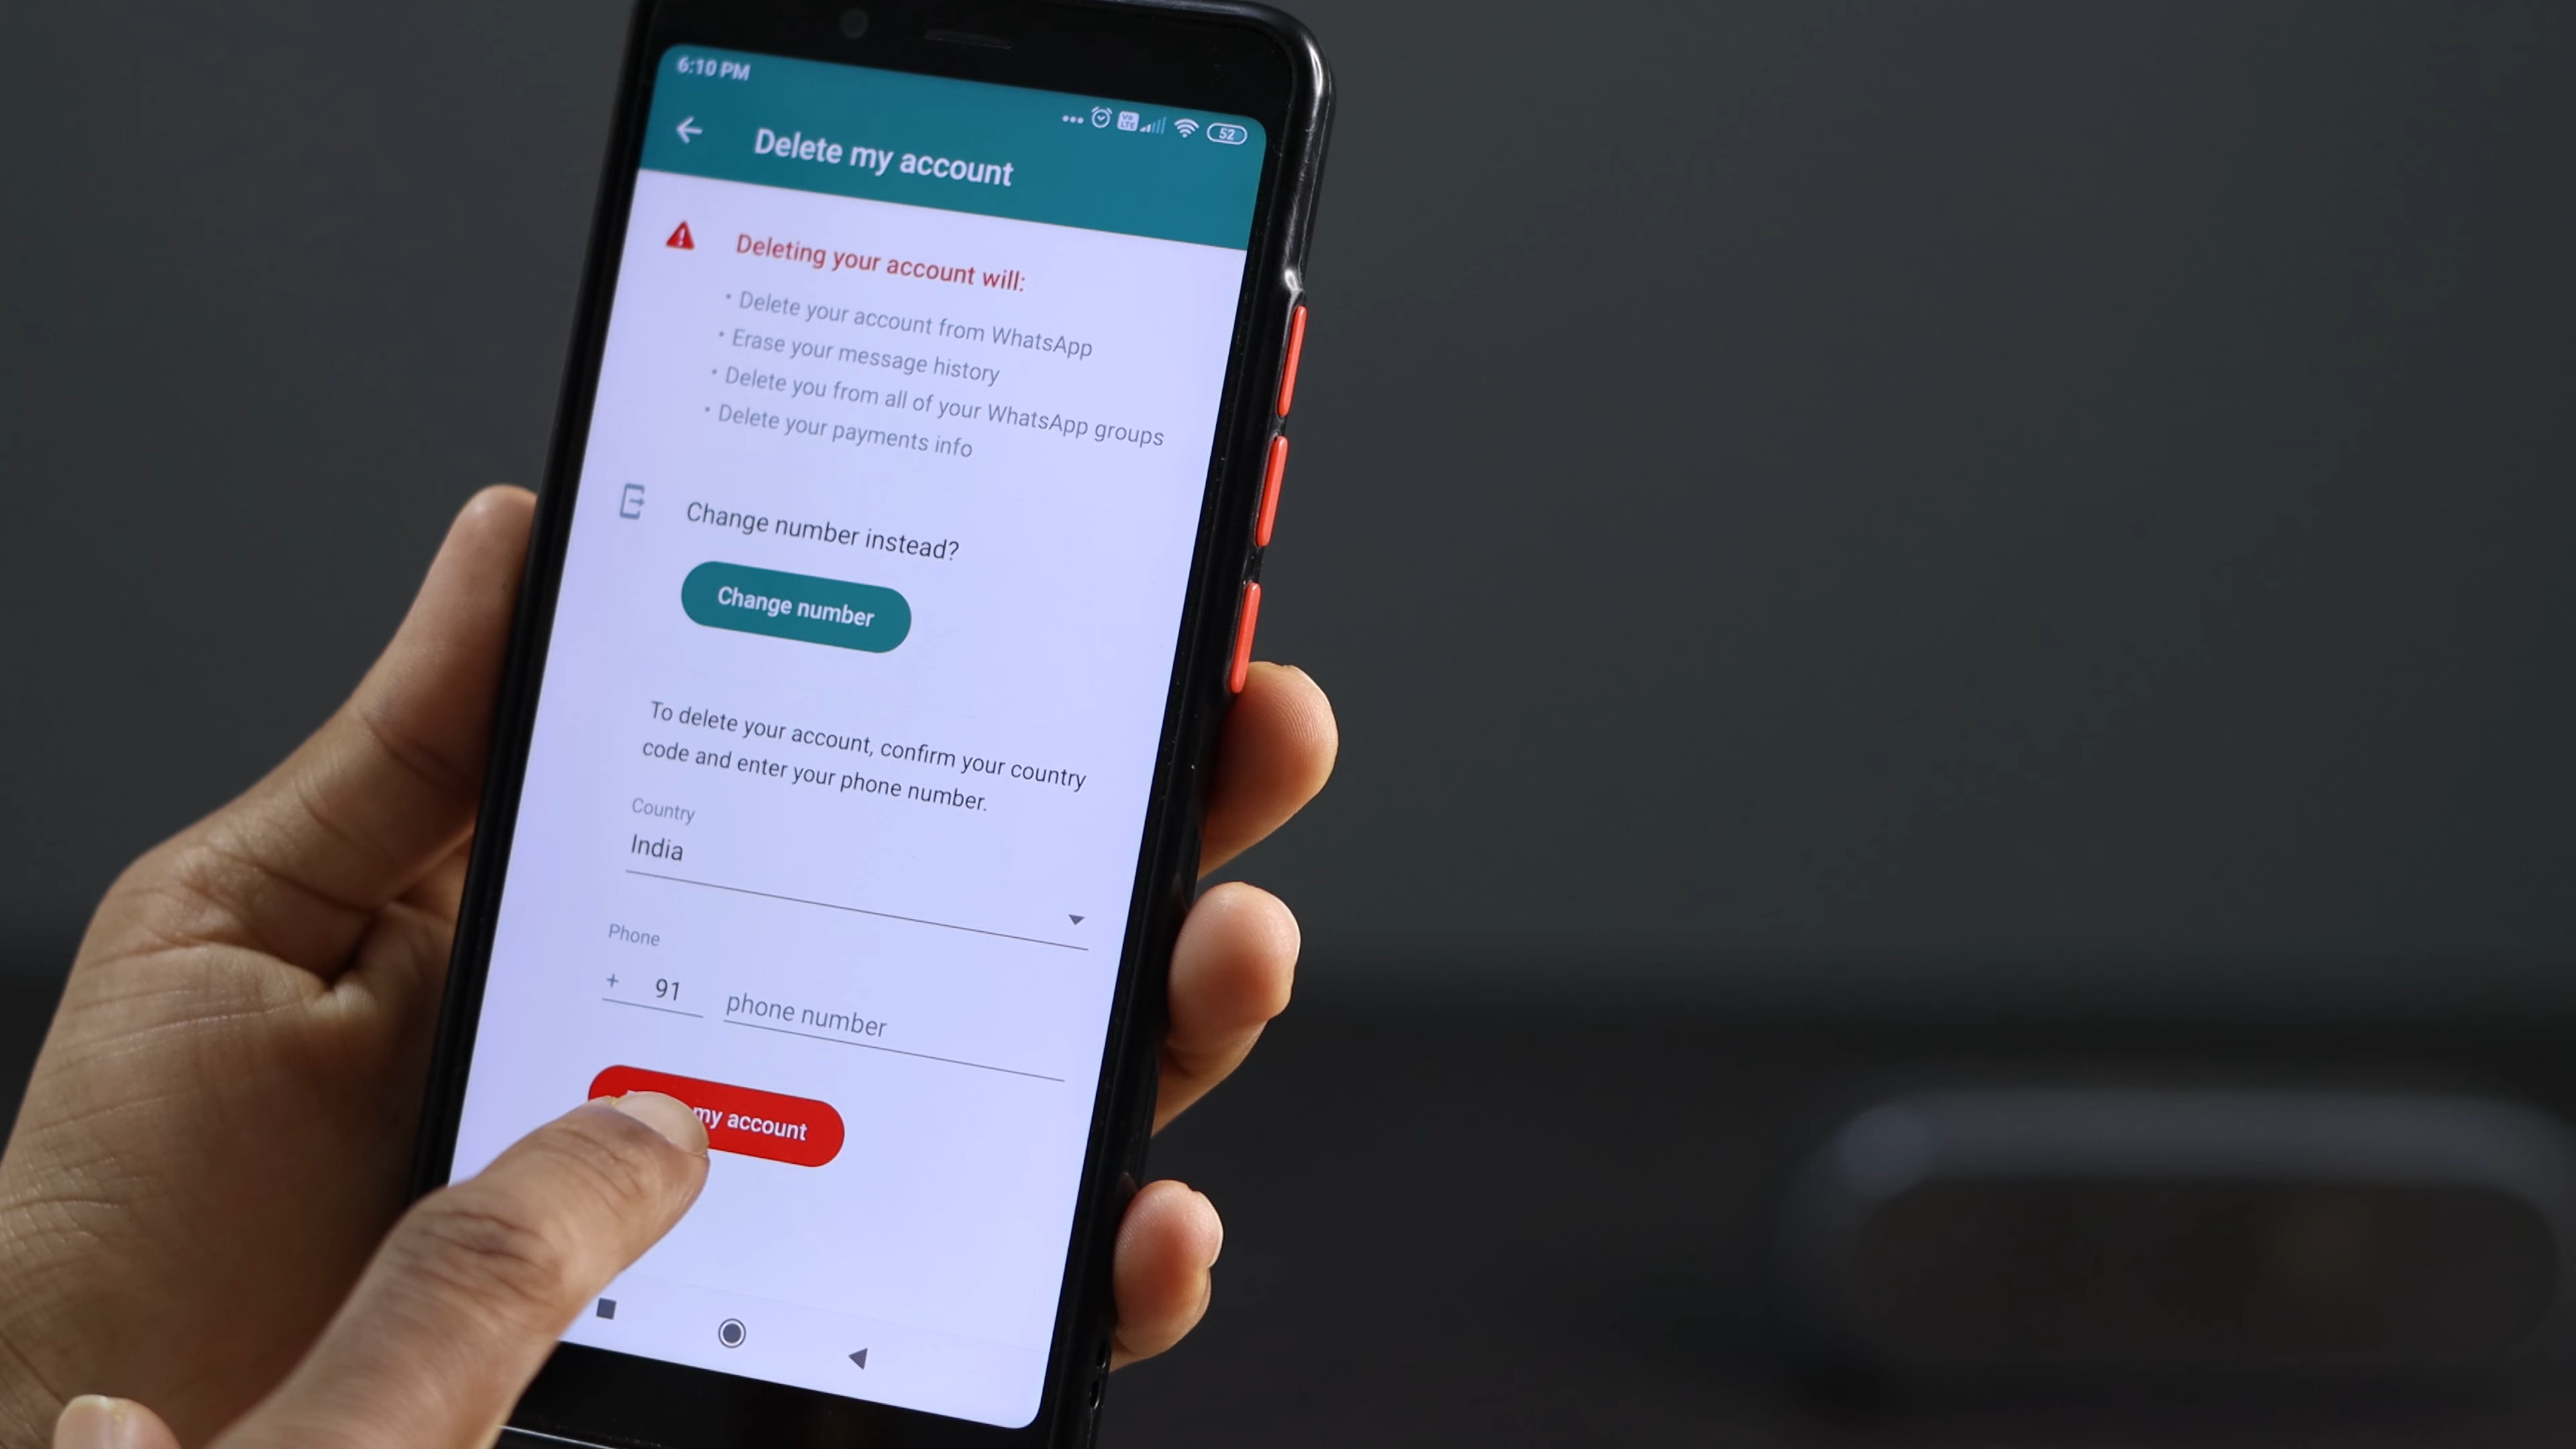 6:10 PM
Vo
LTE
52
Delete my account
Deleting your account will:
• Delete your account from WhatsApp
• Erase your message history
• Delete you from all of your WhatsApp groups
• Delete your payments info
Change number instead?
Change number
To delete your account, confirm your country
code and enter your phone number.
Country
India
Phone
+ 91 phone number
my account